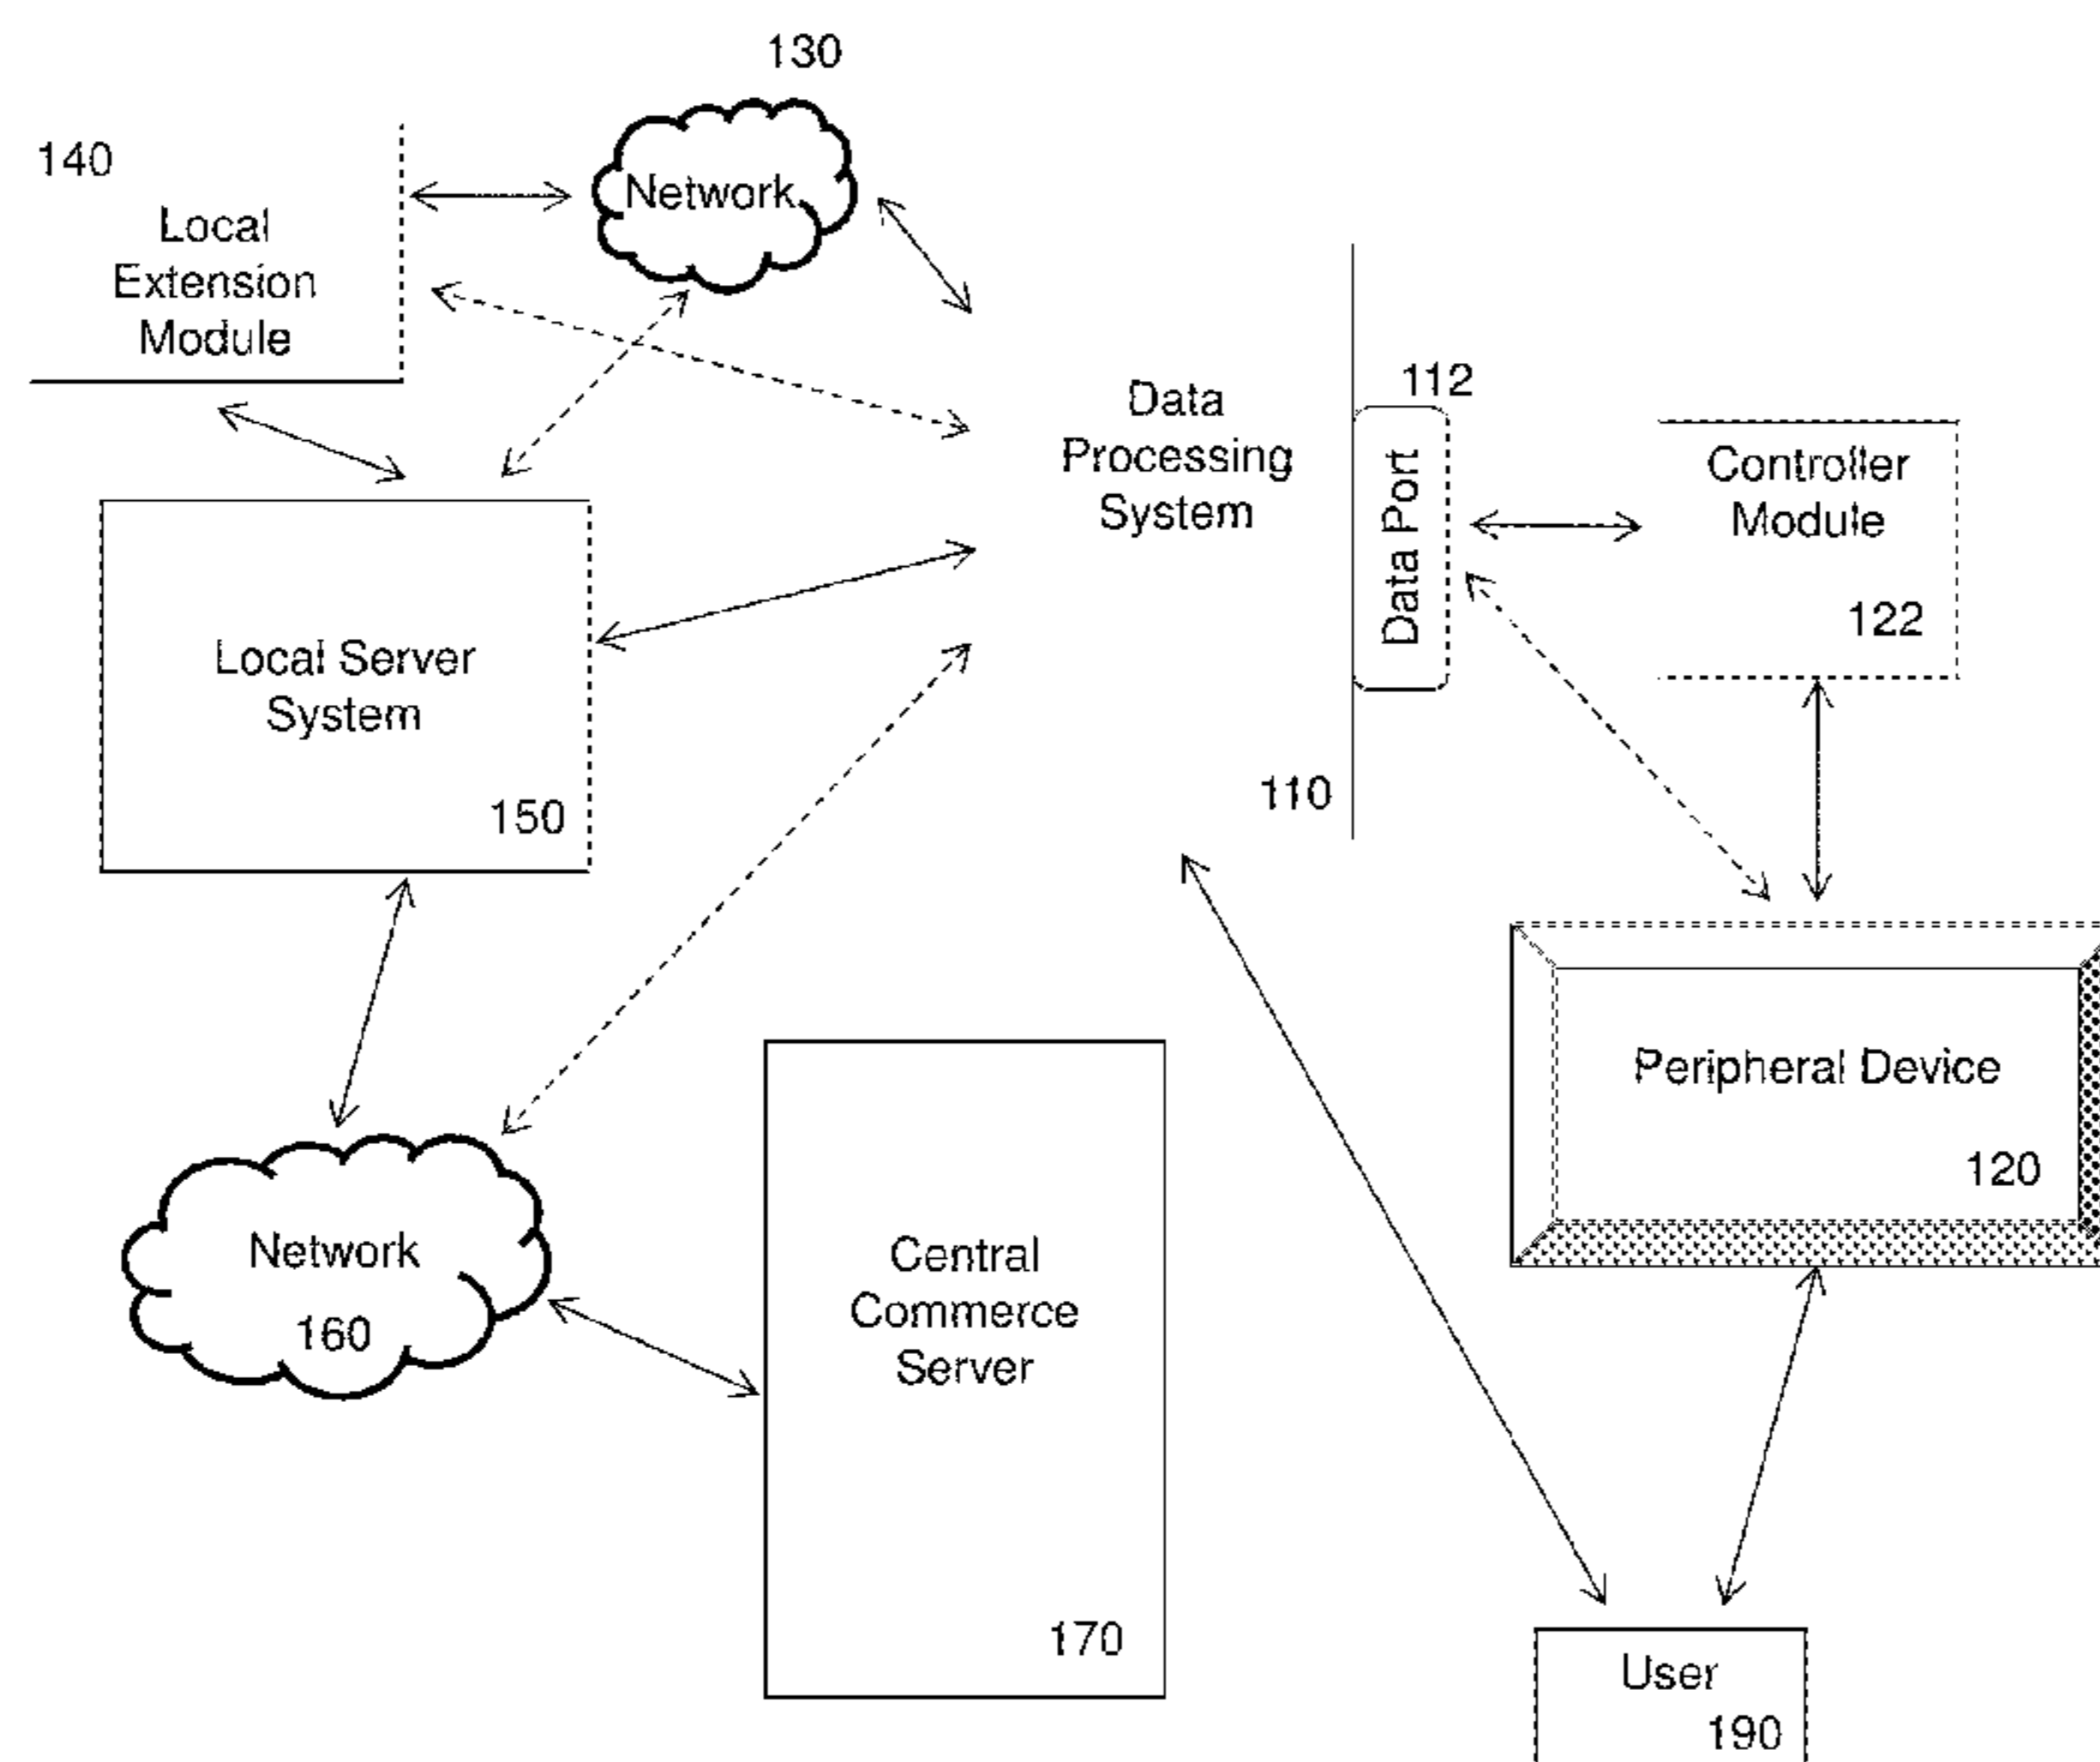 130
140
Network
Local
Extension
Module
112
Data
Processing
System
Data Port
Controller
Module
122
Local Server
System
150
110
Peripheral Device
120
Network
160
Central
Commerce
Server
170
User
190